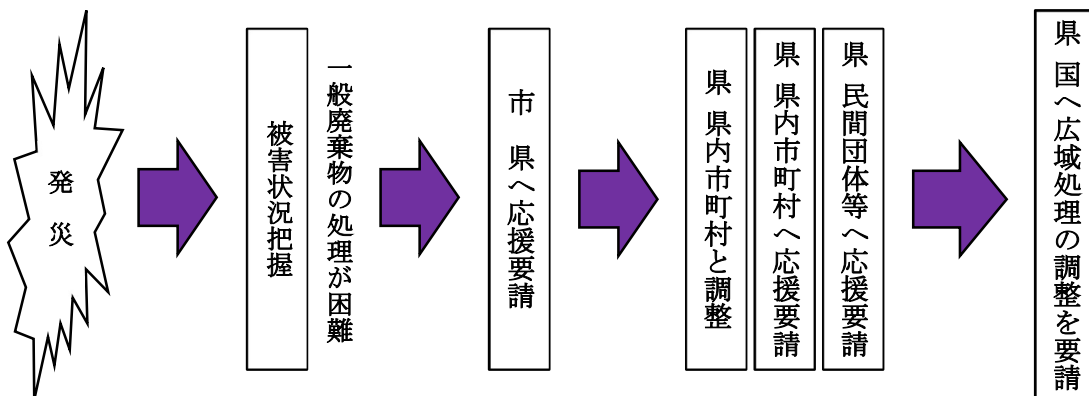 発災
被害状況把握
一般廃棄物の処理が困難
市 県へ応援要請
県 県内市町村と調整
県 県内市町村へ応援要請
県 民間団体等へ応援要請
県 国へ広域処理の調整を要請